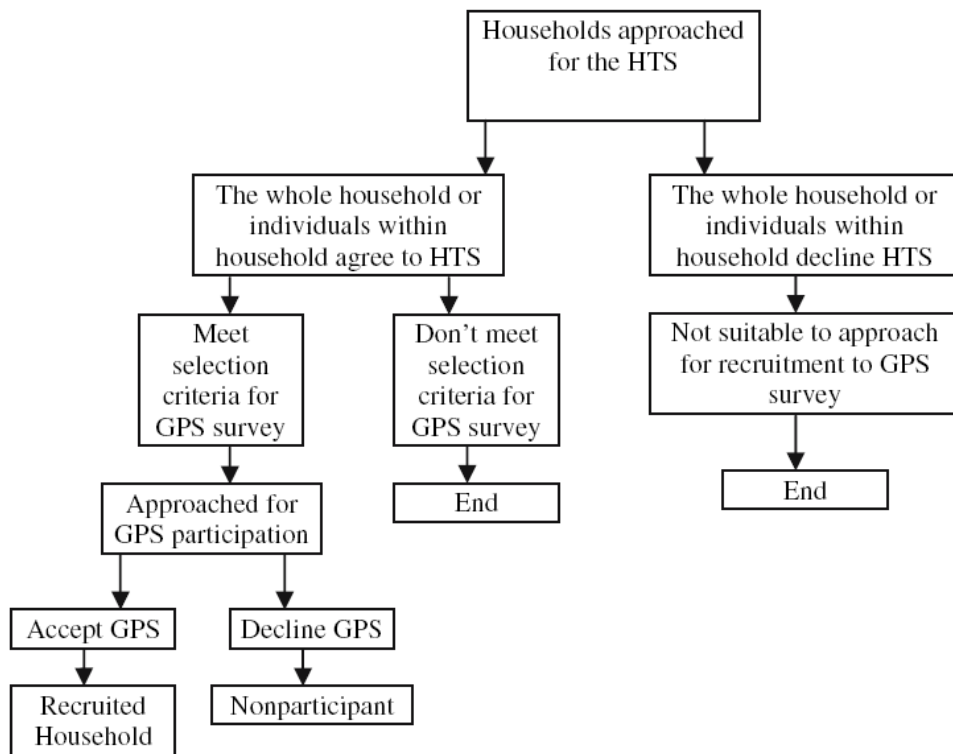 Households approached
for the HTS
The whole household or
individuals within
household agree to HTS
The whole household or
individuals within
household decline HTS
Meet
selection
criteria for
GPS survey
Don’t meet
selection
criteria for
GPS survey
Not suitable to approach
for recruitment to GPS
survey
Approached for
GPS participation
End
End
Accept GPS
Decline GPS
Recruited
Household
Nonparticipant